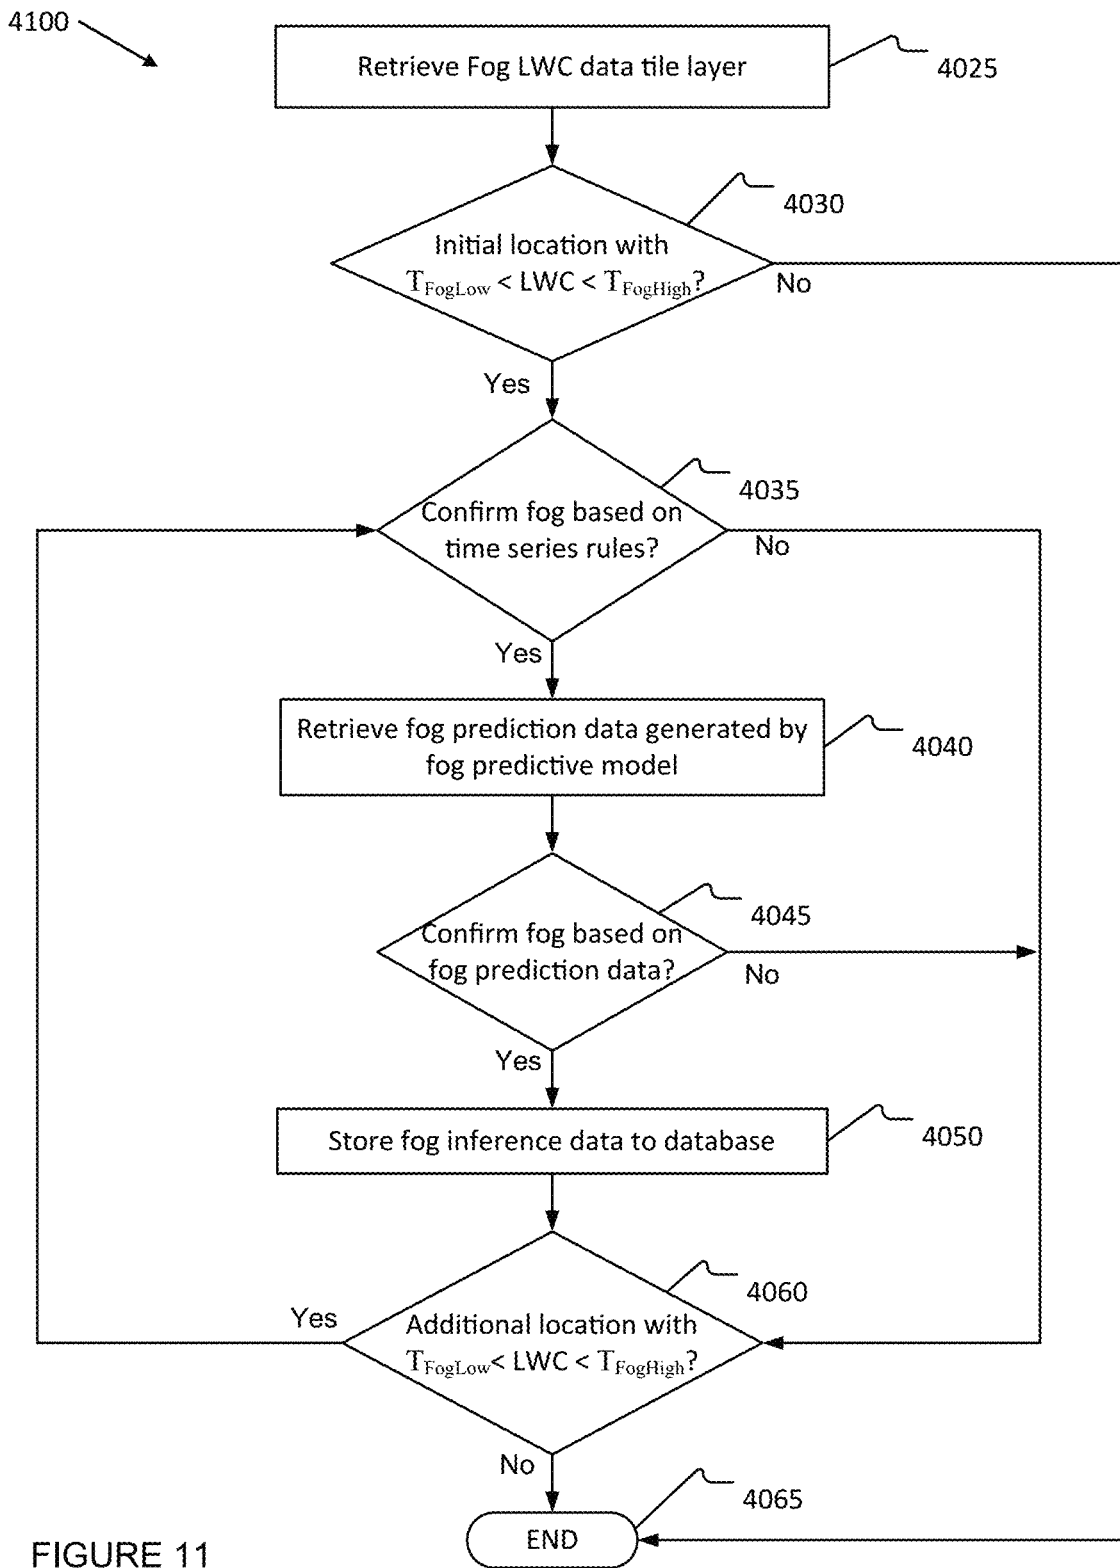 4100
Retrieve Fog LWC data tile layer
4025
4030
Initial location with
TFogLow < LWC < TFogHigh?
No
Yes
4035
Confirm fog based on
time series rules?
No
Yes
Retrieve fog prediction data generated by
fog predictive model
4040
4045
Confirm fog based on
fog prediction data?
No
Yes
Store fog inference data to database
4050
4060
Yes
Additional location with
TFogLow< LWC < TFogHigh?
No
4065
END
FIGURE 11